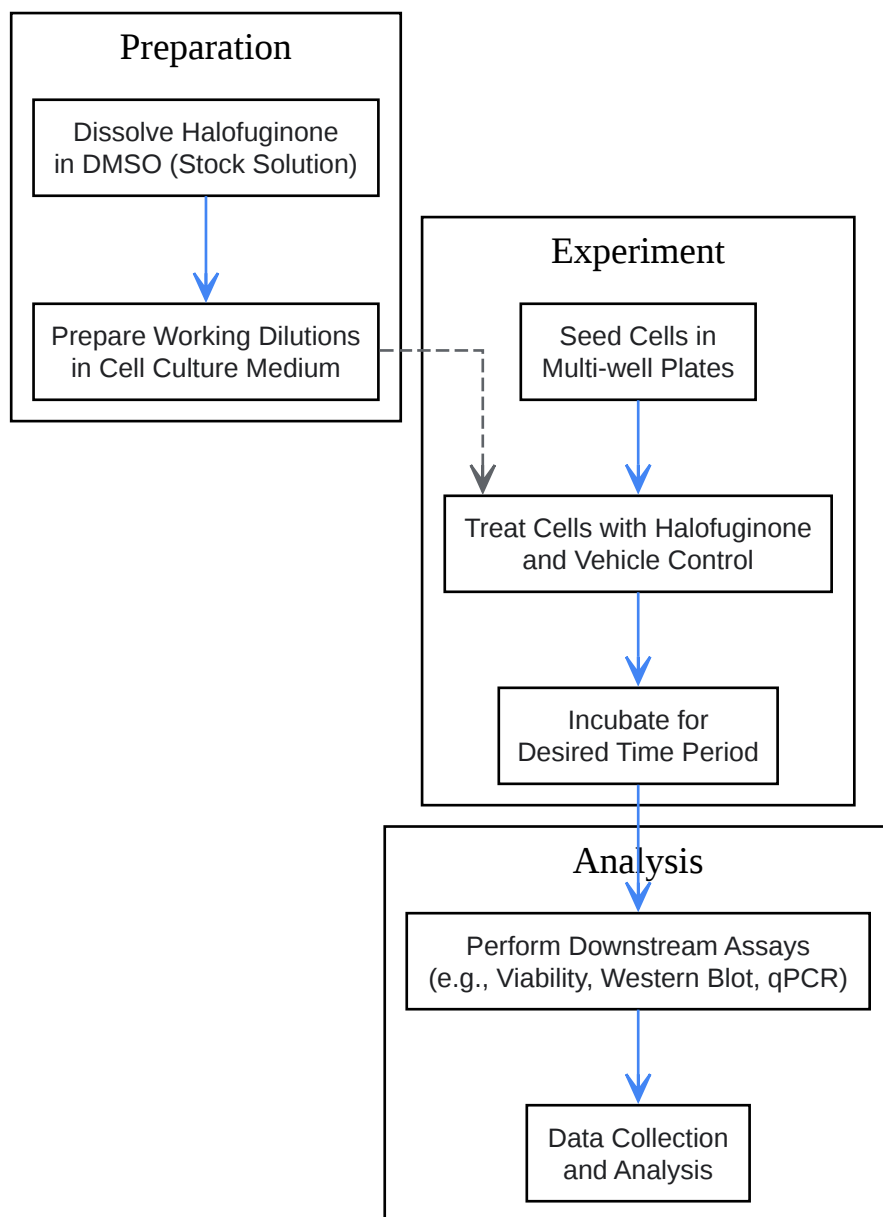 Preparation
Dissolve Halofuginone
in DMSO (Stock Solution)
Prepare Working Dilutions
in Cell Culture Medium
Experiment
Seed Cells in
Multi-well Plates
Treat Cells with Halofuginone
and Vehicle Control
Incubate for
Desired Time Period
Analysis
Perform Downstream Assays
(e.g., Viability, Western Blot, qPCR)
Data Collection
and Analysis